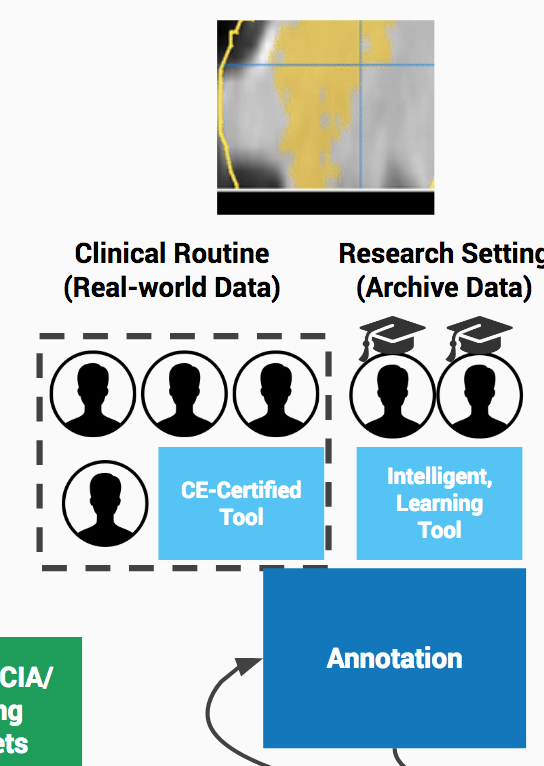 Clinical Routine
(Real-world Data)
Research Setting
(Archive Data)
CE-Certified
Tool
Intelligent,
Learning
Tool
Annotation
CIA/
ng
ets